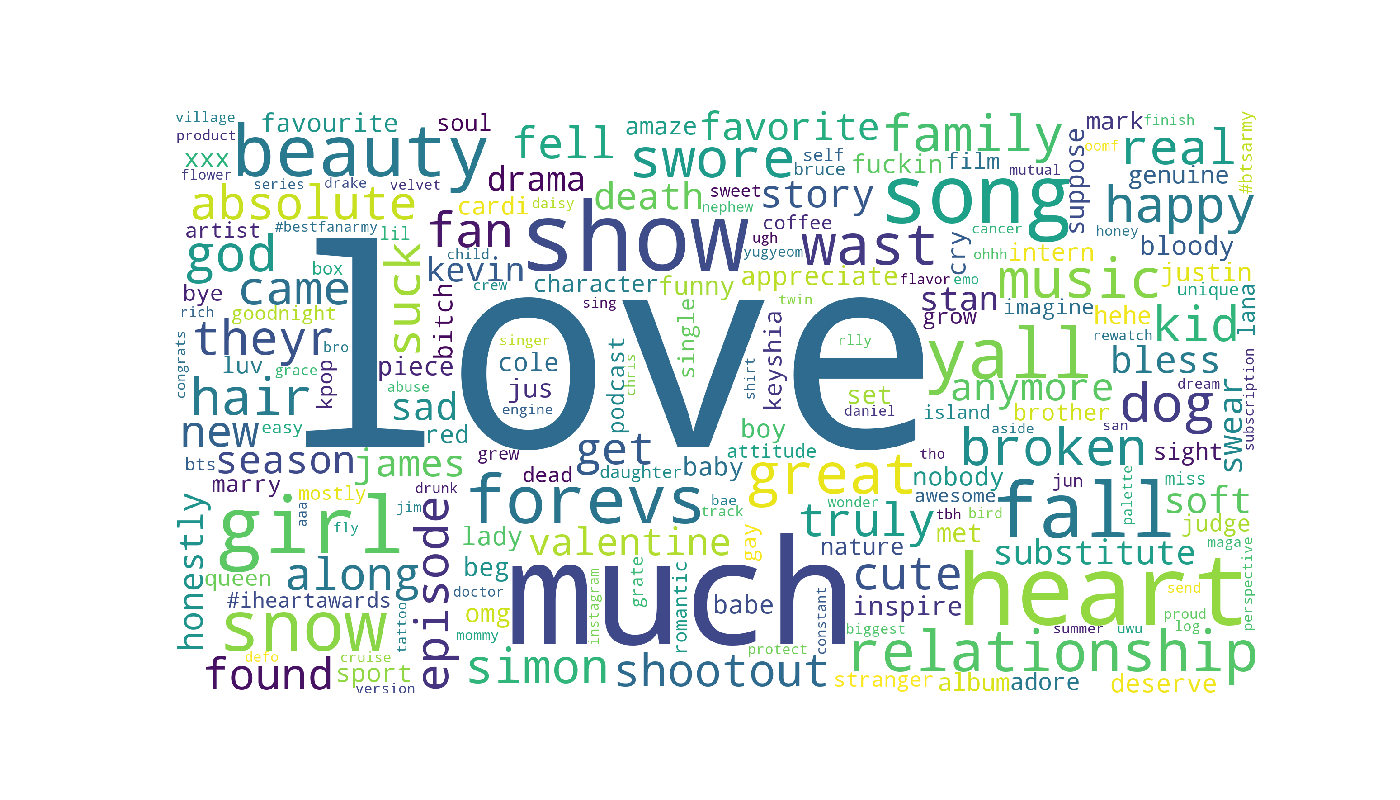 village
product
favourite
soul
beauty
fell
amaze
favorite
family
mark
finish
oomf
real
#btsarmy
xxx
flower
series
drake
velvet
drama
swore
self
bruce
fuckin
film
mutual
suppose
genuine
absolute
cardi
daisy
death
sweet
nephew
story
song
happy
artist
#bestfanarmy
lil
fan
show
coffee
ugh
yugyeom
wast
cry
cancer
ohhh
intern
honey
bloody
god
box
suck
child
kevin
crew
character
funny
appreciate
flavor
emo
music
justin
unique
lana
bye
came
rich
goodnight
bitch
sing
single
twin
stan
grow
imagine
hehe
kid
congrats
theyr
bro
love
singer
keyshia
rlly
yall
rewatch
luv
grace
kpop
piece
cole
podcast
chris
shirt
bless
hair
abuse
jus
set
anymore
dream
subscription
easy
sad
engine
daniel
island
brother
dog
new
red
boy
attitude
aside
san
swear
bts
season
james
grew
get
tho
broken
sight
marry
mostly
drunk
dead
daughter
baby
great
nobody
jun
miss
aaa
jim
forevs
bae
track
wonder
awesome
palette
soft
honestly
girl
fly
episode
truly
tbh
bird
fall
judge
lady
valentine
gay
met
nature
maga
queen
along
beg
much
cute
substitute
perspective
#iheartawards
doctor
instagram
grate
romantic
babe
constant
inspire
heart
send
snow
tattoo
omg
mommy
biggest
summer
uwu
proud
log
defo
cruise
protect
relationship
found
sport
version
simon
shootout
stranger
album
adore
deserve